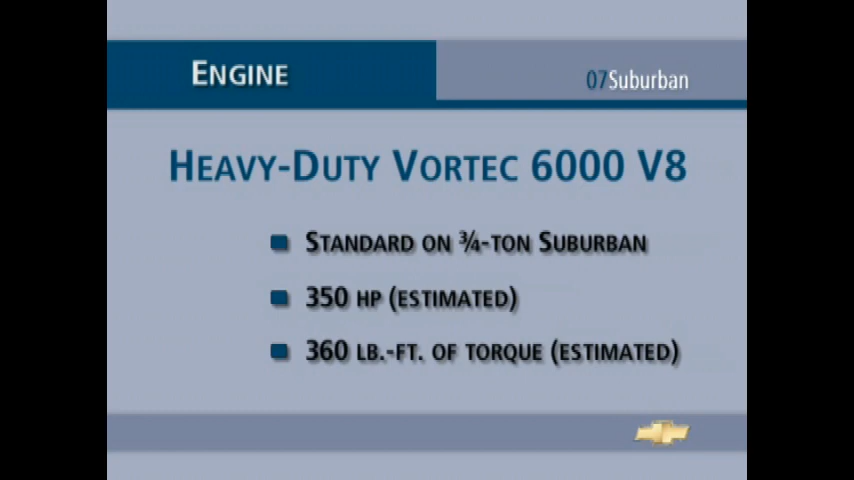 ENGINE
07Suburban
HEAVY-DUTY VORTEC 6000 V8
STANDARD ON ¾-TON SUBURBAN
350 HP (ESTIMATED)
360 LB.-FT. OF TORQUE (ESTIMATED)